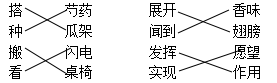 搭 芍药 展开 香味
种 瓜架 闻到 翅膀
搬 闪电 发挥 愿望
看 桌椅 实现 作用